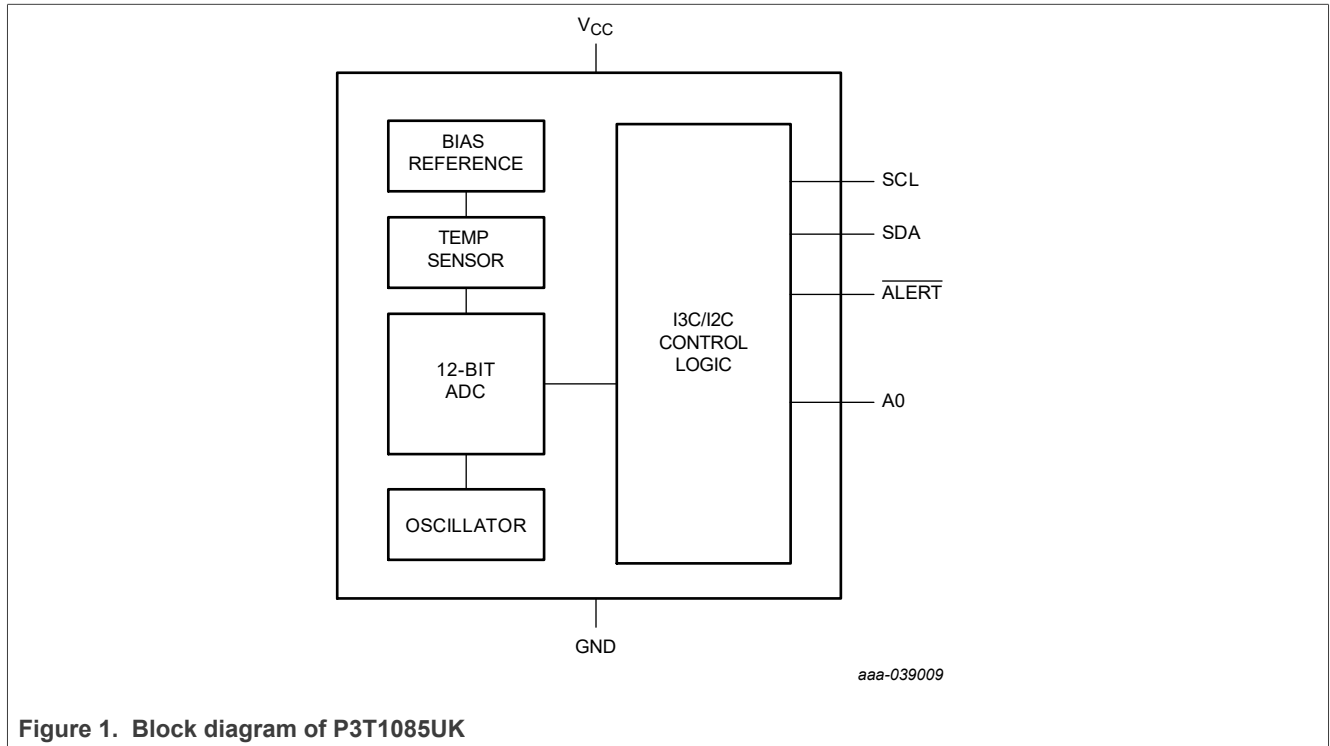 VCC
BIAS
REFERENCE
TEMP
SENSOR
12-BIT
ADC
OSCILLATOR
I3C/I2C
CONTROL
LOGIC
SCL
SDA
ALERT
A0
GND
aaa-039009
Figure 1. Block diagram of P3T1085UK